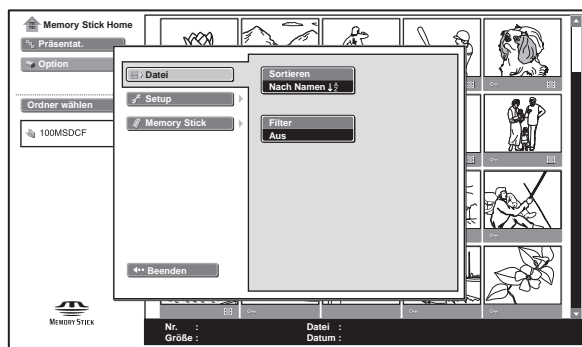 Memory Stick Home
Präsentat.
Option
Ordner wählen
100MSDCF
Datei
Setup
Memory Stick
Beenden
Sortieren
Nach Namen
Filter
Aus
MEMORY STICK
Nr. :
Größe :
Datei :
Datum :